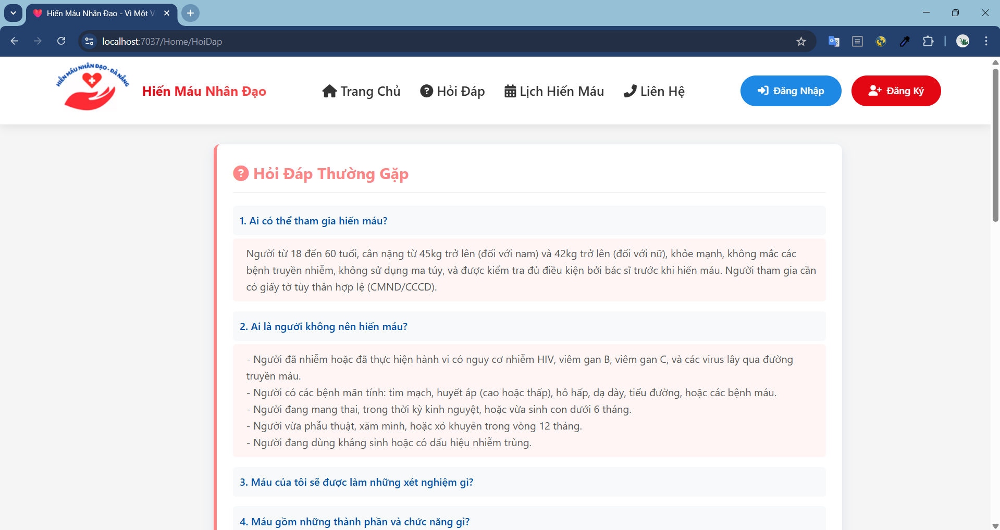 Hiến Máu Nhân Đạo - Vì Một V
localhost:7037/Home/HoiDap
HIẾN MÁU NHÂN ĐẠO - ĐÀ NẴNG
Hiến Máu Nhân Đạo
Trang Chủ
Hỏi Đáp
Lịch Hiến Máu
Liên Hệ
Đăng Nhập
Đăng Ký
Hỏi Đáp Thường Gặp
1. Ai có thể tham gia hiến máu?
Người từ 18 đến 60 tuổi, cân nặng từ 45kg trở lên (đối với nam) và 42kg trở lên (đối với nữ), khỏe mạnh, không mắc các
bệnh truyền nhiễm, không sử dụng ma túy, và được kiểm tra đủ điều kiện bởi bác sĩ trước khi hiến máu. Người tham gia cần
có giấy tờ tùy thân hợp lệ (CMND/CCCD).
2. Ai là người không nên hiến máu?
- Người đã nhiễm hoặc đã thực hiện hành vi có nguy cơ nhiễm HIV, viêm gan B, viêm gan C, và các virus lây qua đường
truyền máu.
- Người có các bệnh mãn tính: tim mạch, huyết áp (cao hoặc thấp), hô hấp, dạ dày, tiểu đường, hoặc các bệnh máu.
- Người đang mang thai, trong thời kỳ kinh nguyệt, hoặc vừa sinh con dưới 6 tháng.
- Người vừa phẫu thuật, xăm mình, hoặc xỏ khuyên trong vòng 12 tháng.
- Người đang dùng kháng sinh hoặc có dấu hiệu nhiễm trùng.
3. Máu của tôi sẽ được làm những xét nghiệm gì?
4. Máu gồm những thành phần và chức năng gì?